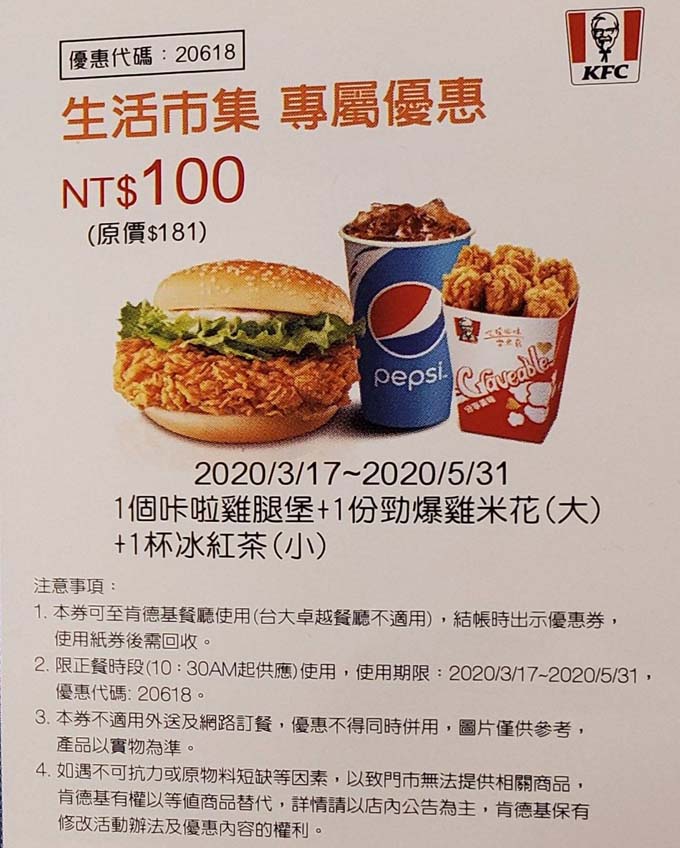 優惠代碼：20618
KFC
生活市集 專屬優惠
NT$100
(原價$181)
pepsi
Craveable
2020/3/17~2020/5/31
1個咔啦雞腿堡+1份勁爆雞米花(大)
+1杯冰紅茶(小)
注意事項：
1. 本券可至肯德基餐廳使用(台大卓越餐廳不適用)，結帳時出示優惠券，
使用紙券後需回收。
2. 限正餐時段(10：30AM起供應)使用，使用期限：2020/3/17~2020/5/31，
優惠代碼: 20618。
3. 本券不適用外送及網路訂餐，優惠不得同時併用，圖片僅供參考，
產品以實物為準。
4. 如遇不可抗力或原物料短缺等因素，以致門市無法提供相關商品，
肯德基有權以等值商品替代，詳情請以店內公告為主，肯德基保有
修改活動辦法及優惠內容的權利。